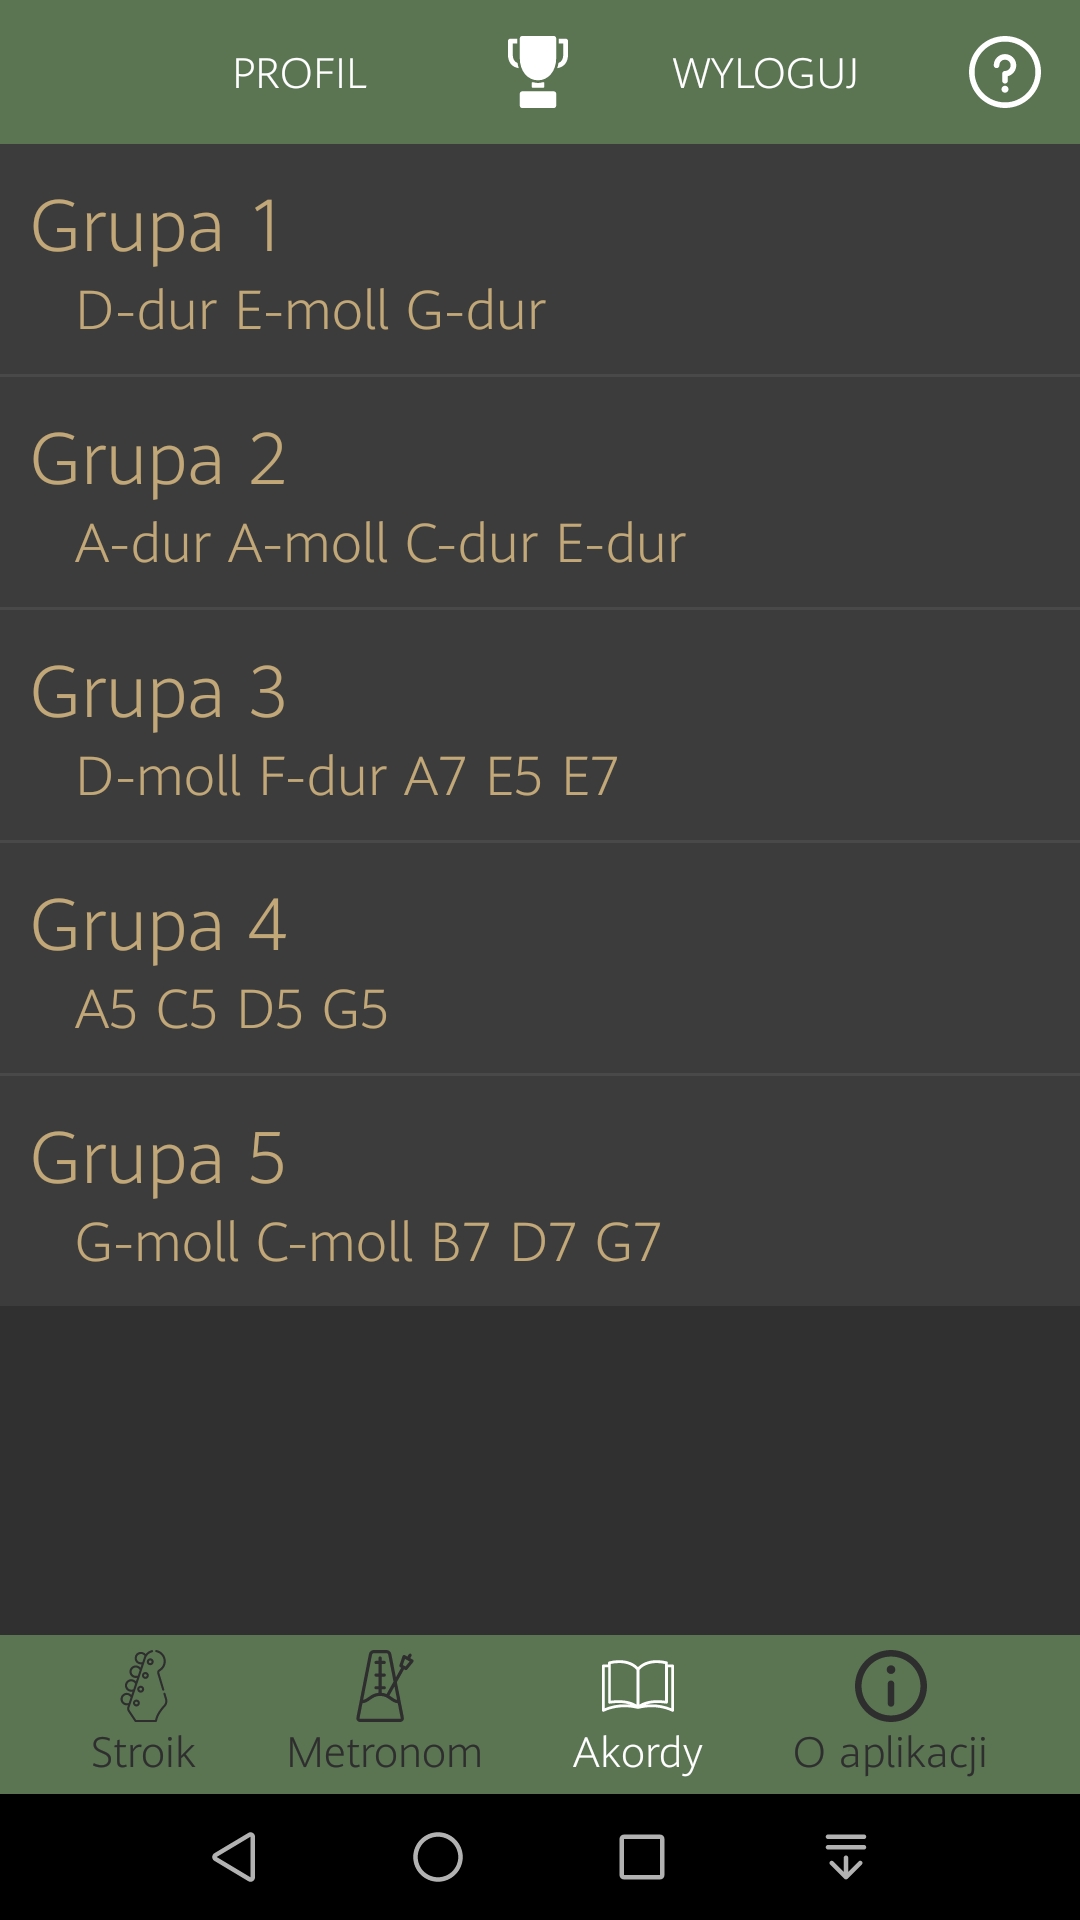 PROFIL WYLOGUJ
Grupa 1
D-dur E-moll G-dur
Grupa 2
A-dur A-moll C-dur E-dur
Grupa 3
D-moll F-dur A7 E5 E7
Grupa 4
A5 C5 D5 G5
Grupa 5
G-moll C-moll B7 D7 G7
Stroik Metronom Akordy O aplikacji